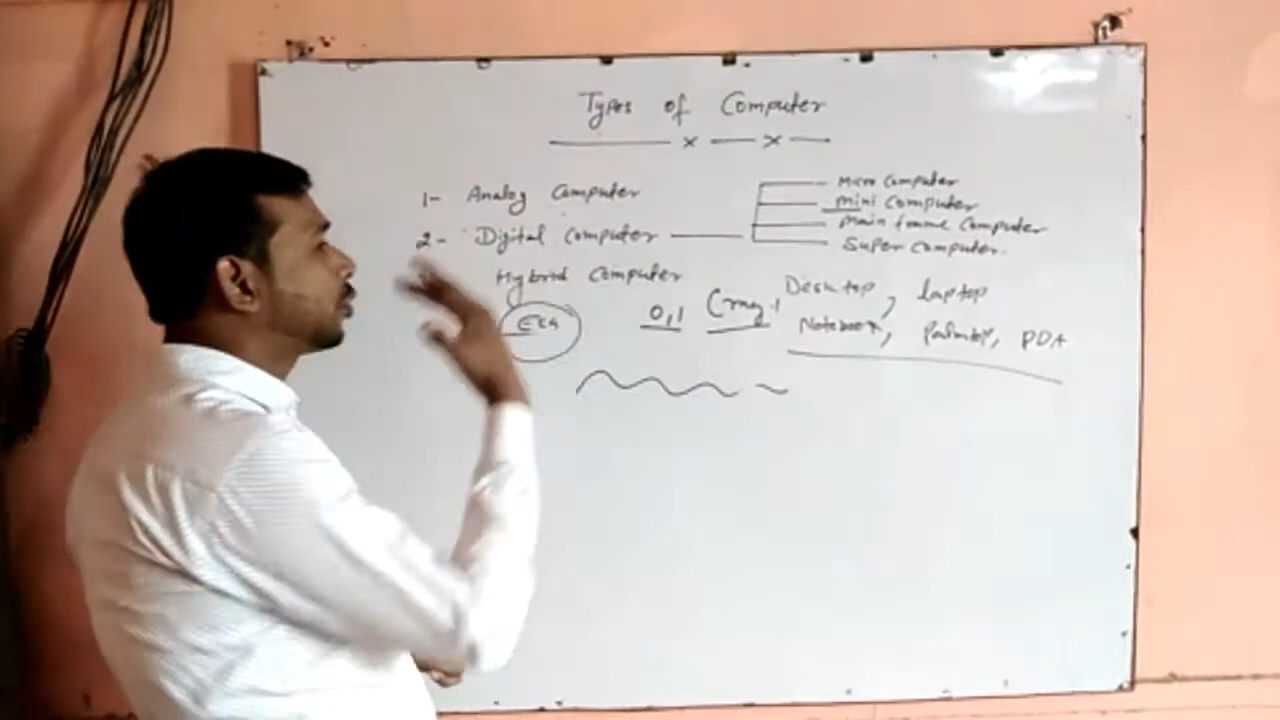 Types of Computer
1- Analog Computer
2- Digital Computer
Micro Computer
Mini Computer
Main frame Computer
Super Computer.
Hybrid Computer
ECG
0,1
Cray,
Desktop, laptop
Notebook, Palmtop, PDA